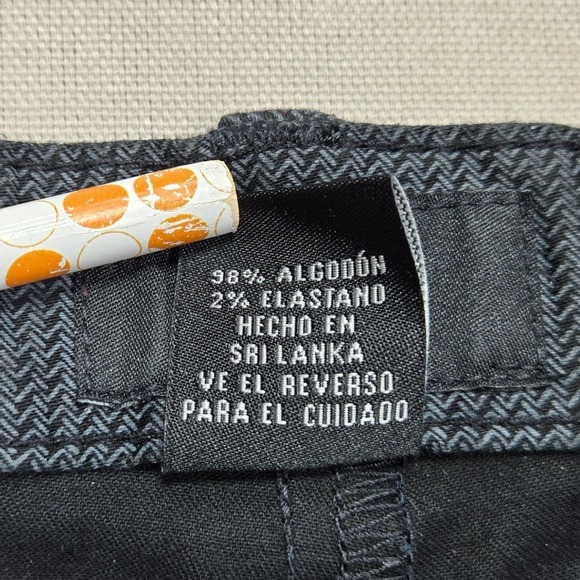 98% ALGODÓN
2% ELASTANO
HECHO EN
SRI LANKA
VE EL REVERSO
PARA EL CUIDADO